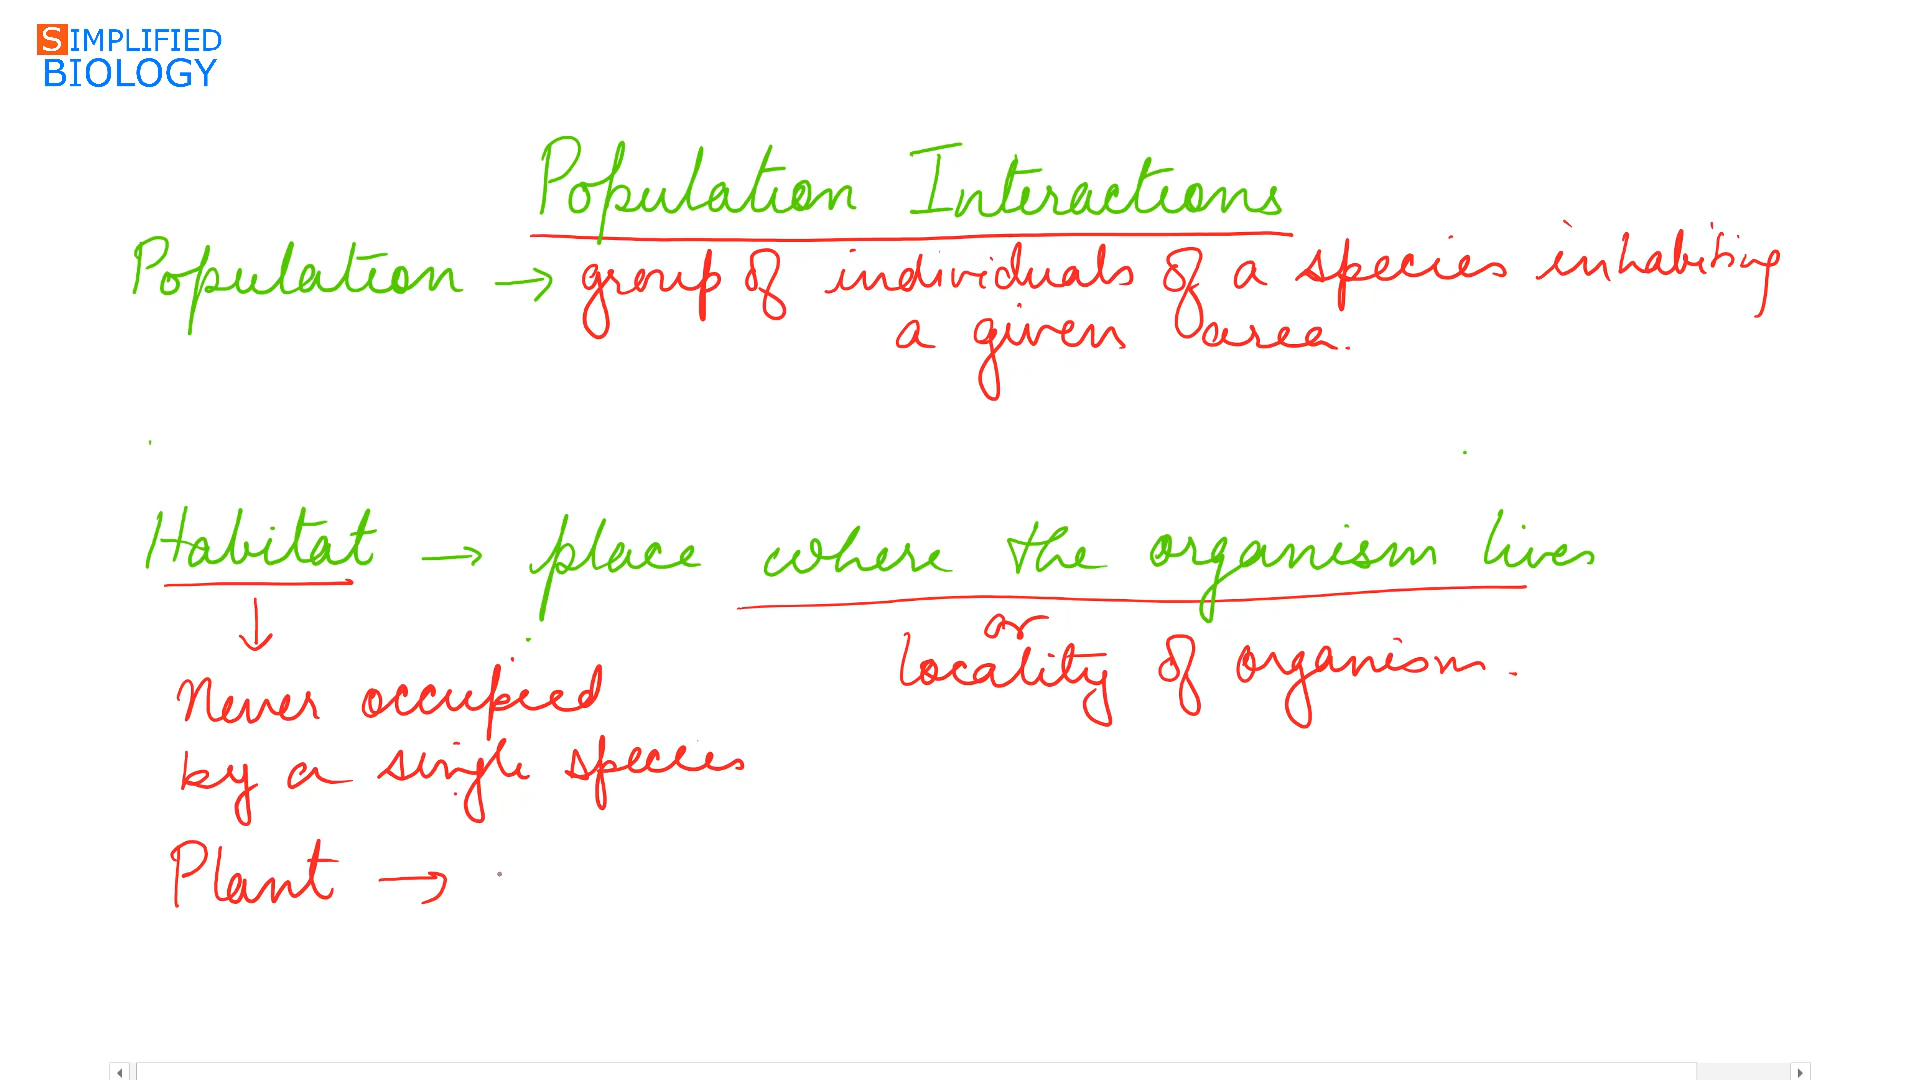 SIMPLIFIED
BIOLOGY
Population Interactions
Population → group of individuals of a species inhabiting
a given area.
Habitat → place where the organism lives
or
locality of organism.
↓
Never occupied
by a single species
Plant →